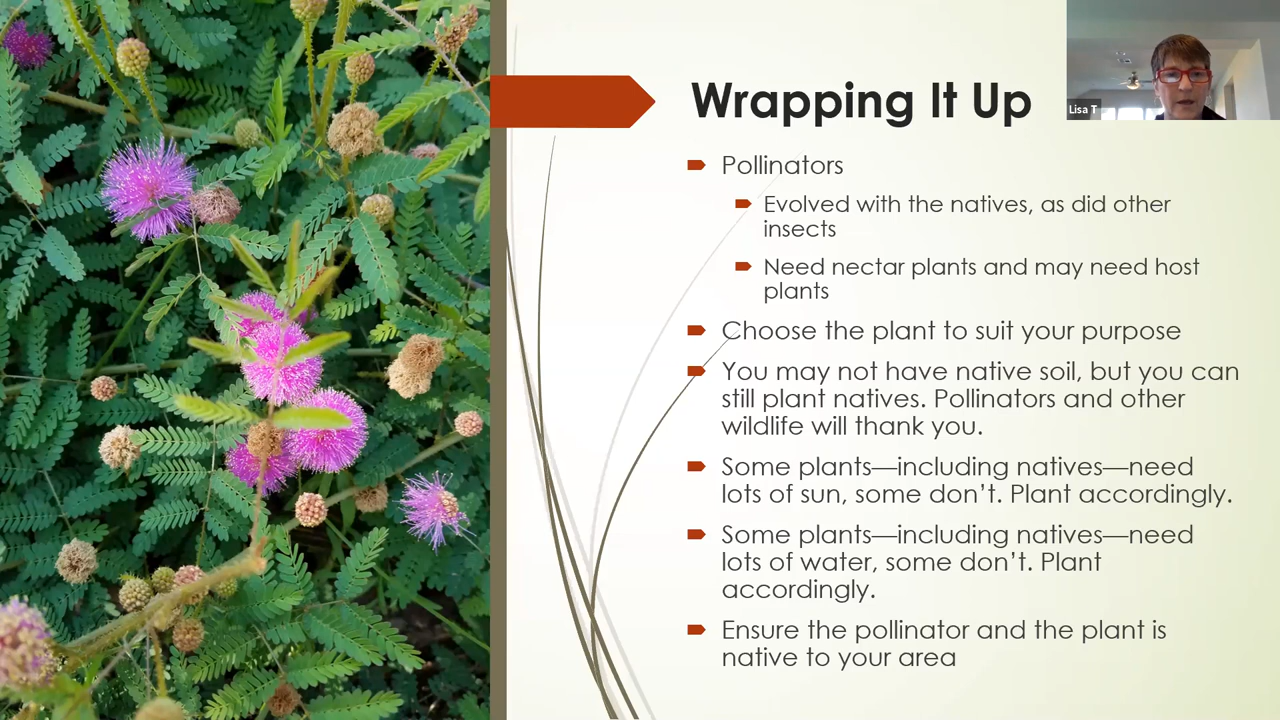 Wrapping It Up
Lisa T
Pollinators
Evolved with the natives, as did other
insects
Need nectar plants and may need host
plants
Choose the plant to suit your purpose
You may not have native soil, but you can
still plant natives. Pollinators and other
wildlife will thank you.
Some plants—including natives—need
lots of sun, some don’t. Plant accordingly.
Some plants—including natives—need
lots of water, some don’t. Plant
accordingly.
Ensure the pollinator and the plant is
native to your area